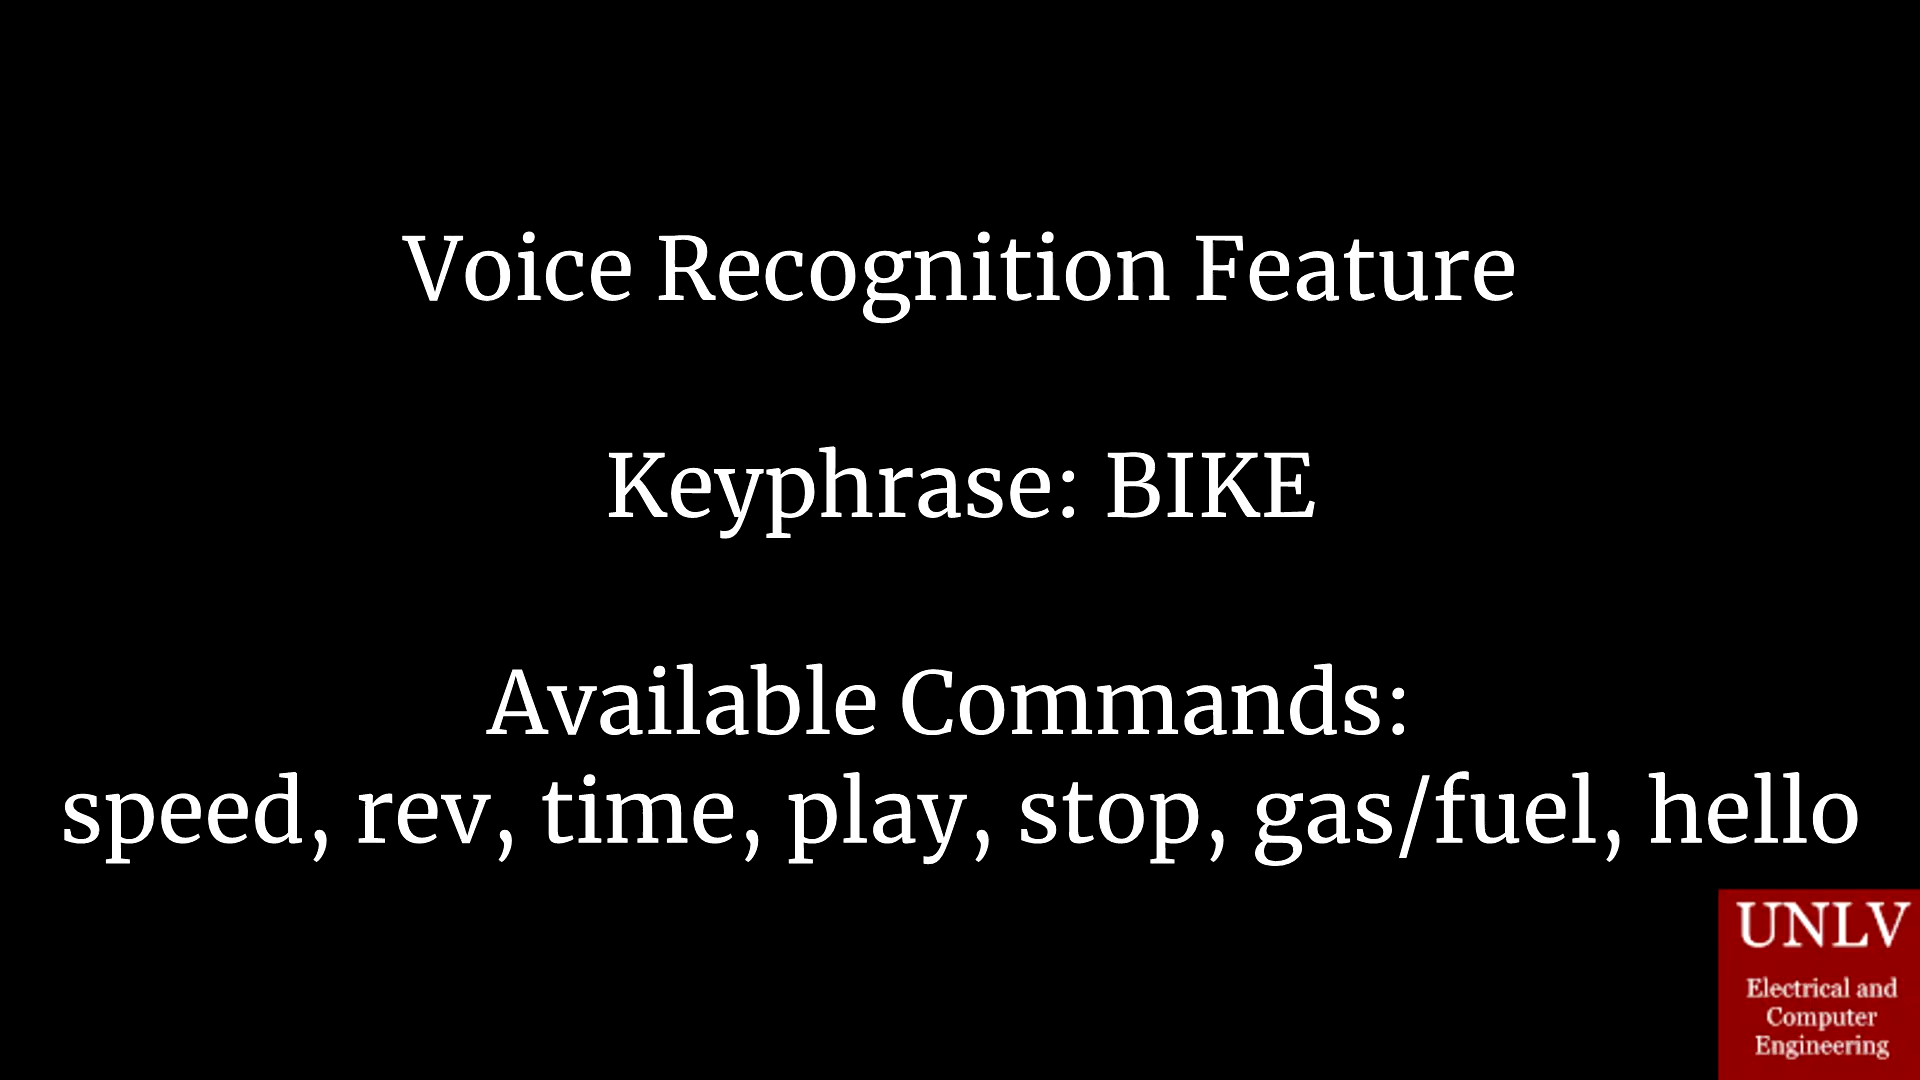 Voice Recognition Feature
Keyphrase: BIKE
Available Commands:
speed, rev, time, play, stop, gas/fuel, hello
UNLV
Electrical and
Computer
Engineering